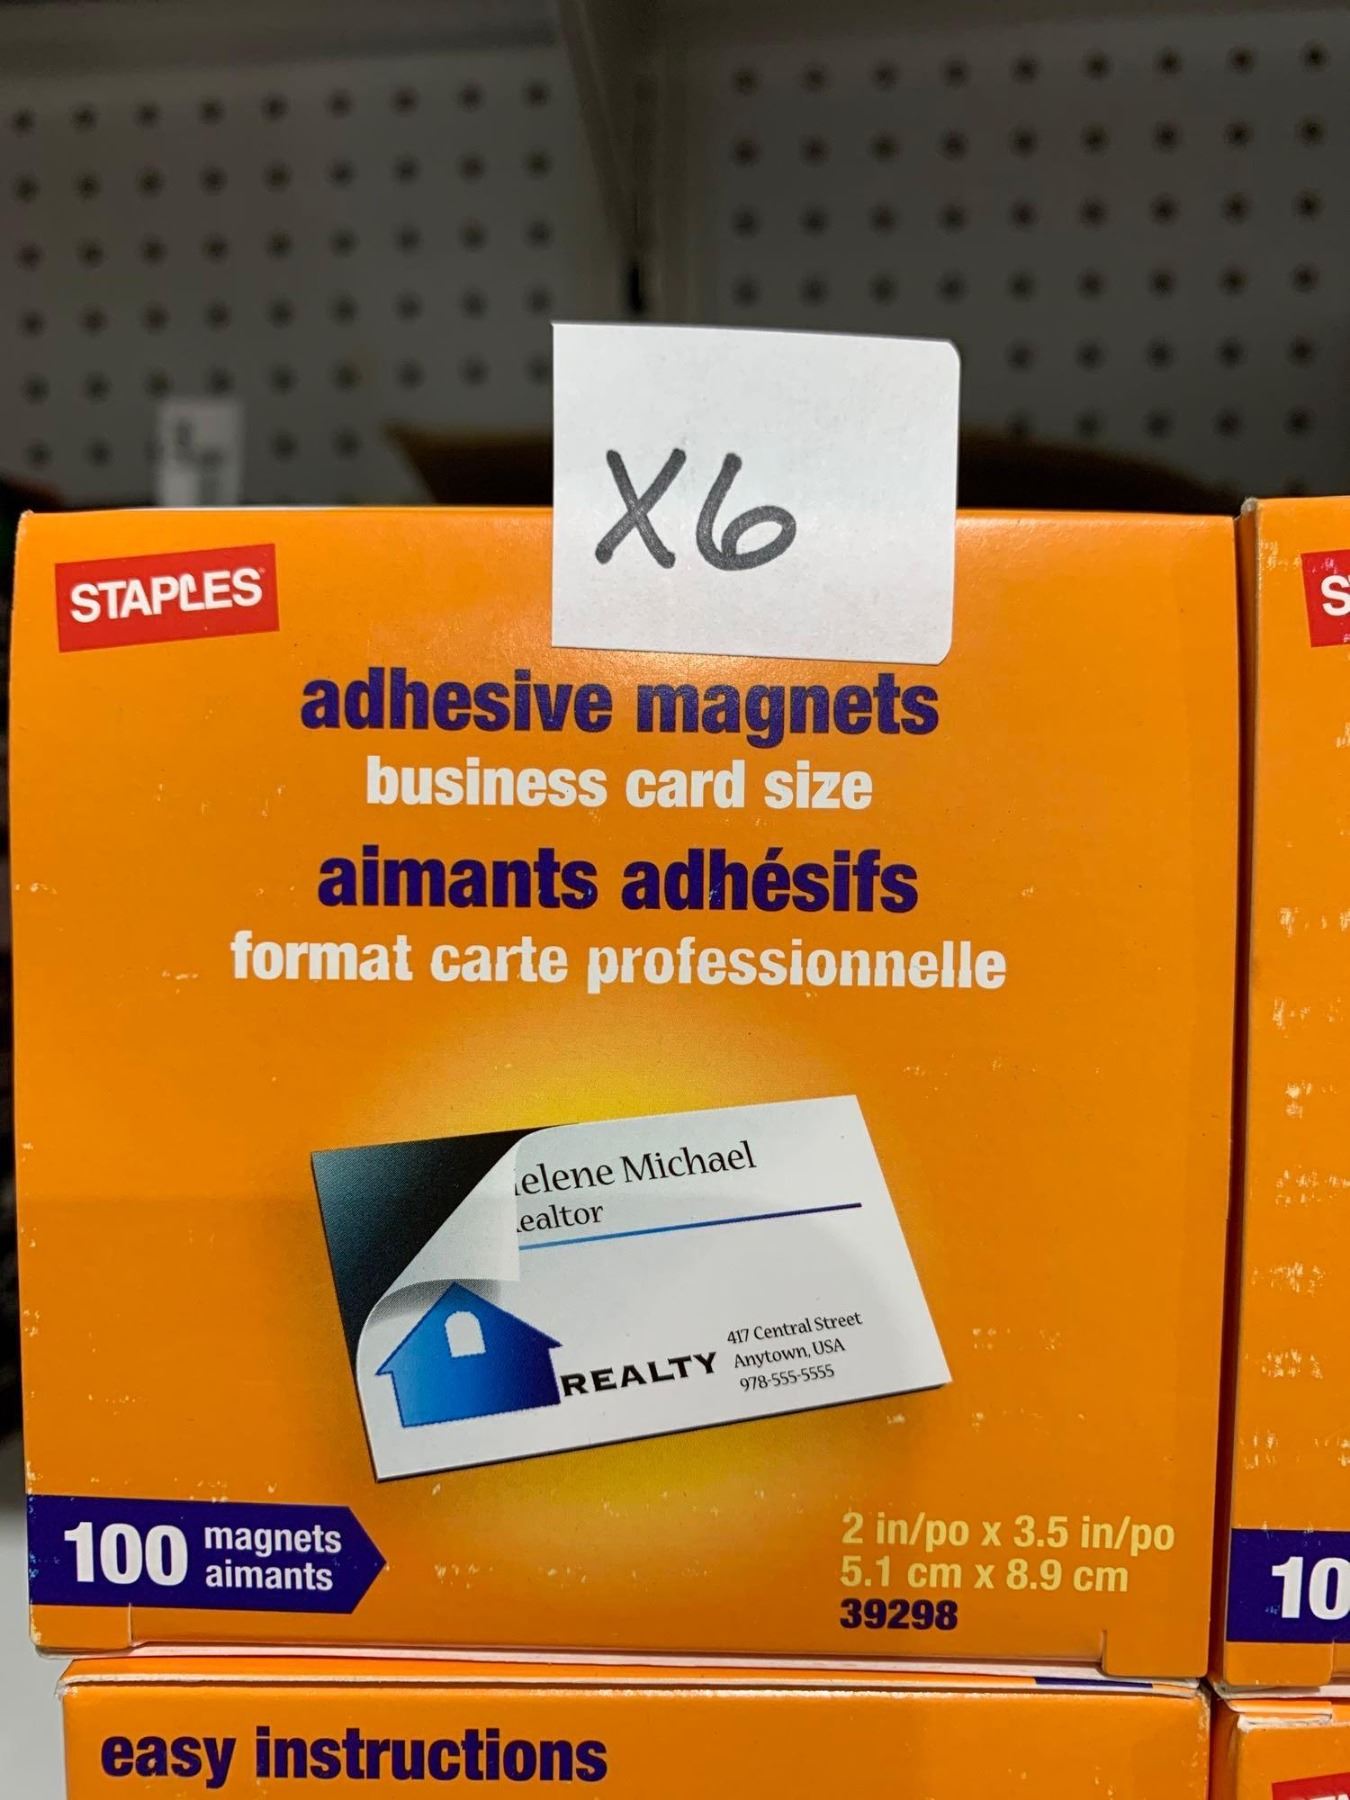 X6
STAPLES
adhesive magnets
business card size
aimants adhésifs
format carte professionnelle
elene Michael
ealtor
REALTY
417 Central Street
Anytown, USA
978-555-5555
100 magnets
aimants
2 in/po x 3.5 in/po
5.1 cm x 8.9 cm
39298
easy instructions
S
10